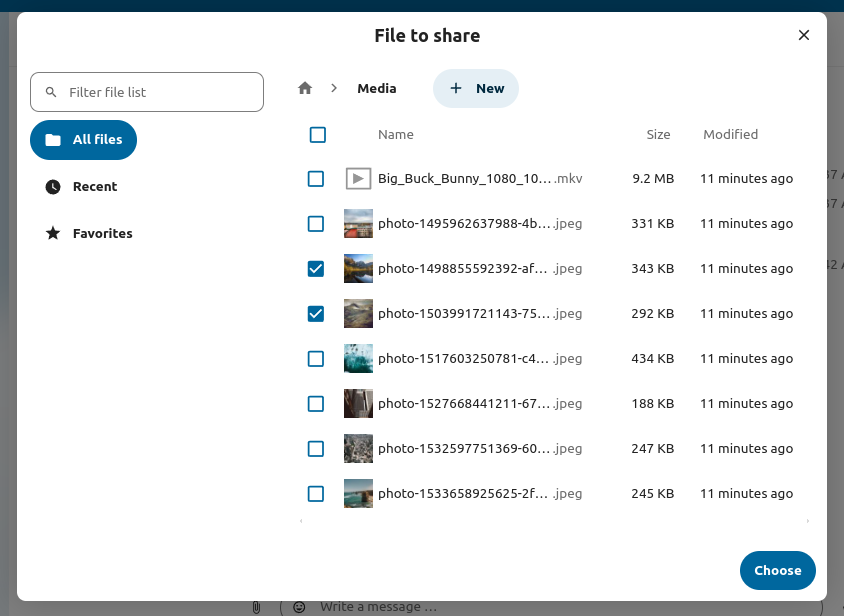 File to share
Filter file list
Media
New
All files
Recent
Favorites
Name Size Modified
Big_Buck_Bunny_1080_10… .mkv 9.2 MB 11 minutes ago
photo-1495962637988-4b… .jpeg 331 KB 11 minutes ago
photo-1498855592392-af… .jpeg 343 KB 11 minutes ago
photo-1503991721143-75… .jpeg 292 KB 11 minutes ago
photo-1517603250781-c4… .jpeg 434 KB 11 minutes ago
photo-1527668441211-67… .jpeg 188 KB 11 minutes ago
photo-1532597751369-60… .jpeg 247 KB 11 minutes ago
photo-1533658925625-2f… .jpeg 245 KB 11 minutes ago
Choose
Write a message …